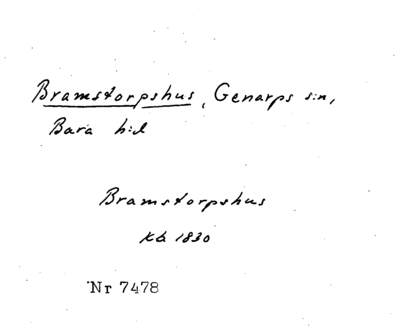 Bramstorpshus, Genarps s:n,
Bara h:d
Bramstorpshus
Kb 1830
Nr 7478